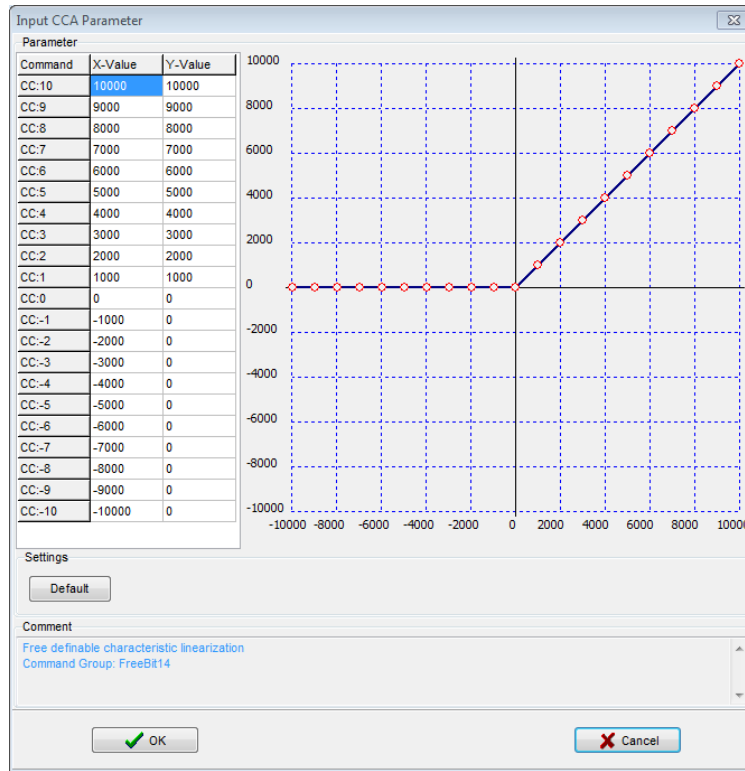 Input CCA Parameter
Parameter
Command X-Value Y-Value
CC:10 10000 10000
CC:9 9000 9000
CC:8 8000 8000
CC:7 7000 7000
CC:6 6000 6000
CC:5 5000 5000
CC:4 4000 4000
CC:3 3000 3000
CC:2 2000 2000
CC:1 1000 1000
CC:0 0 0
CC:-1 -1000 0
CC:-2 -2000 0
CC:-3 -3000 0
CC:-4 -4000 0
CC:-5 -5000 0
CC:-6 -6000 0
CC:-7 -7000 0
CC:-8 -8000 0
CC:-9 -9000 0
CC:-10 -10000 0
10000
8000
6000
4000
2000
0
-2000
-4000
-6000
-8000
-10000
-10000 -8000 -6000 -4000 -2000 0 2000 4000 6000 8000 10000
Settings
Default
Comment
Free definable characteristic linearization
Command Group: FreeBit14
OK Cancel